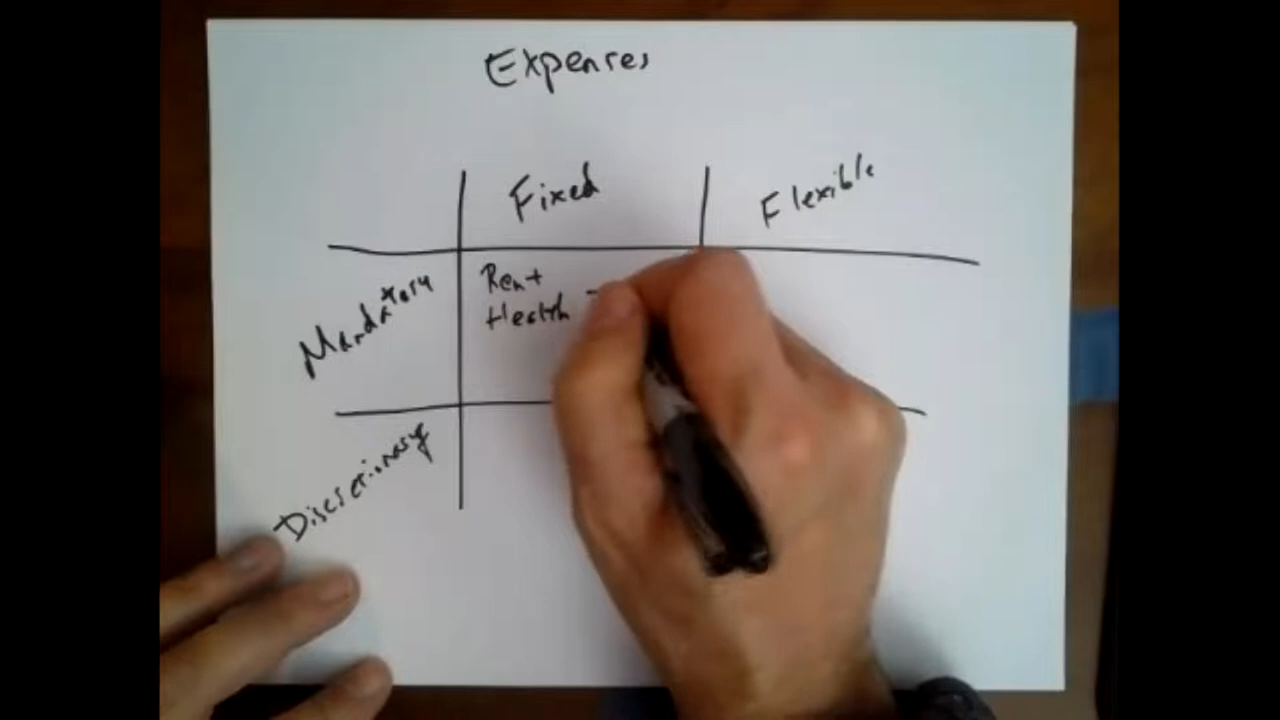 Expenses
Fixed
Flexible
Mandatory
Rent
Health
Discretionary